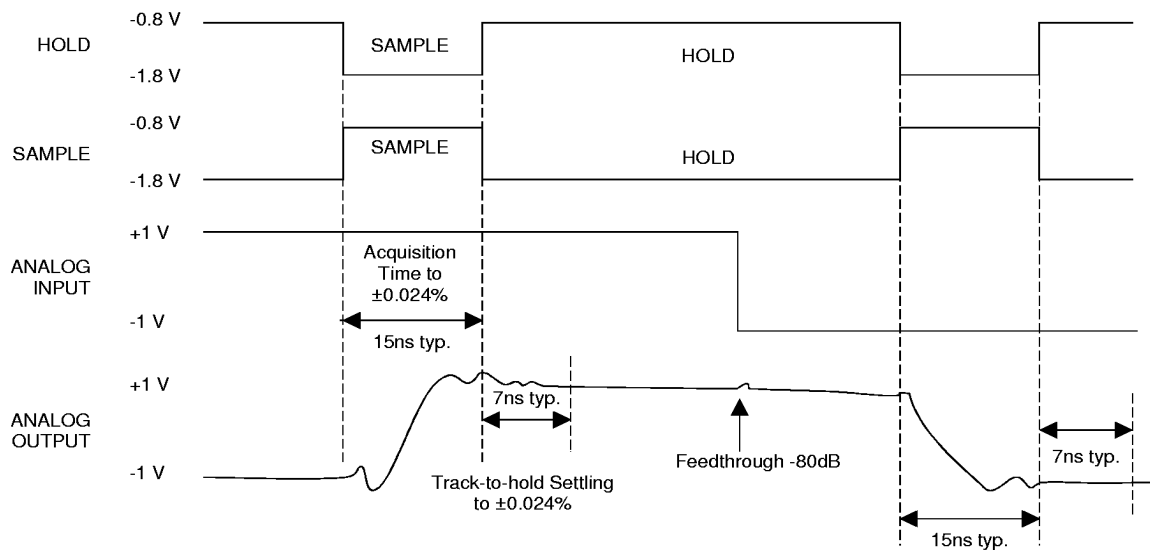 -0.8 V
HOLD
SAMPLE
HOLD
-1.8 V
-0.8 V
SAMPLE
SAMPLE
HOLD
-1.8 V
+1 V
ANALOG
INPUT
Acquisition
Time to
±0.024%
-1 V
15ns typ.
+1 V
7ns typ.
ANALOG
OUTPUT
-1 V
Track-to-hold Settling
to ±0.024%
Feedthrough -80dB
7ns typ.
15ns typ.